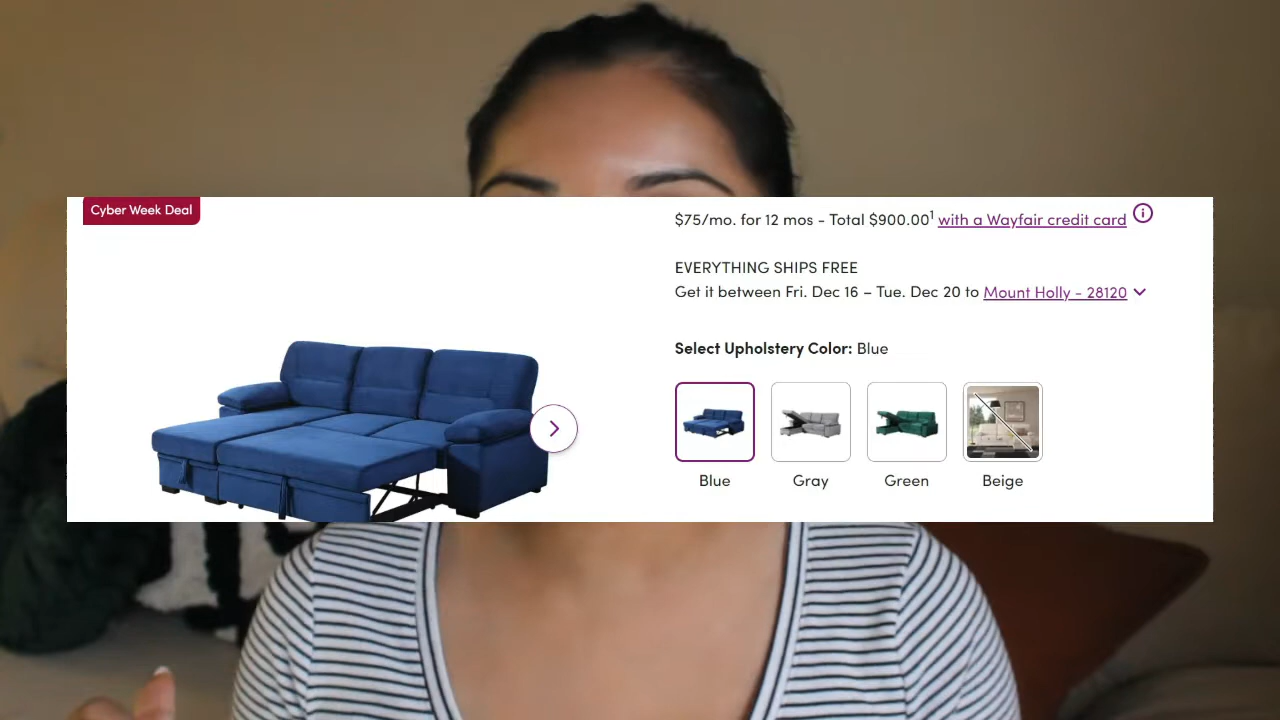 Cyber Week Deal
$75/mo. for 12 mos - Total $900.00¹ with a Wayfair credit card
EVERYTHING SHIPS FREE
Get it between Fri. Dec 16 – Tue. Dec 20 to Mount Holly - 28120
Select Upholstery Color: Blue
Blue
Gray
Green
Beige